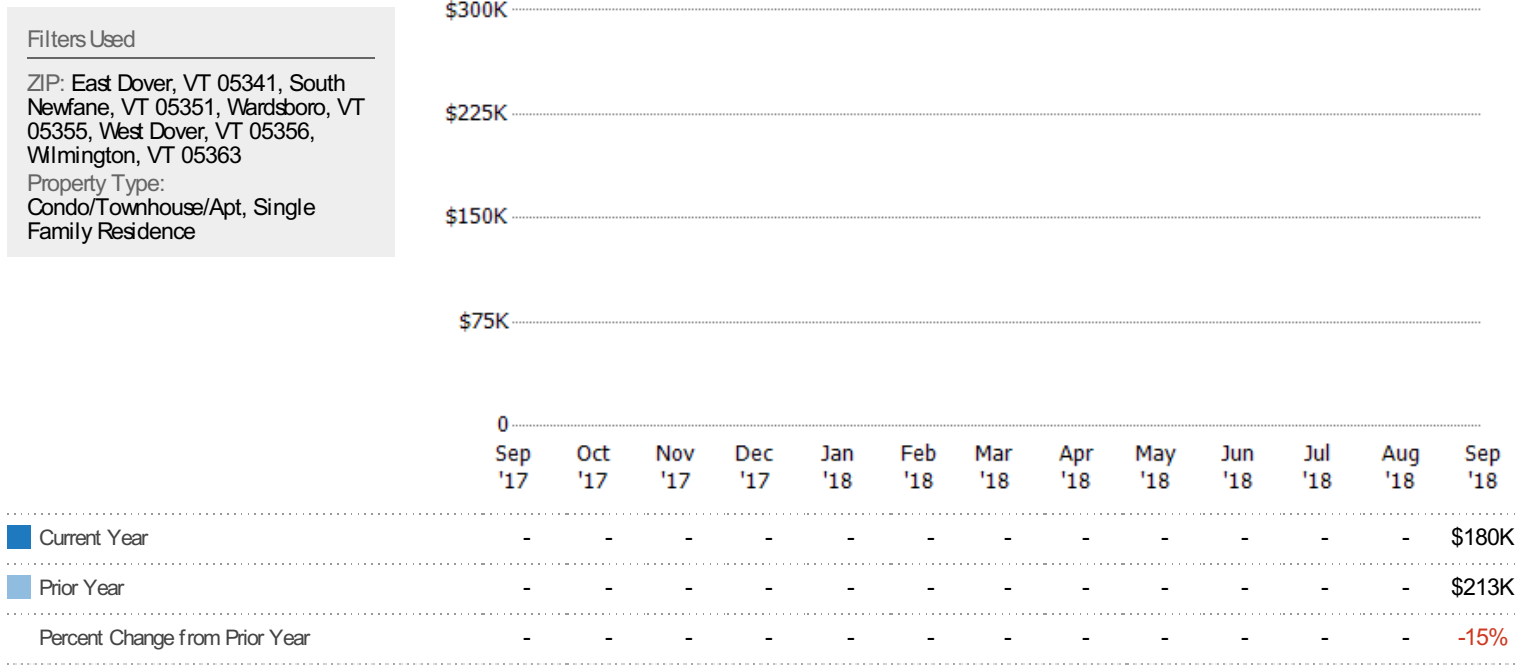 Filters Used
ZIP: East Dover, VT 05341, South
Newfane, VT 05351, Wardsboro, VT
05355, West Dover, VT 05356,
Wilmington, VT 05363
Property Type:
Condo/Townhouse/Apt, Single
Family Residence
$300K
$225K
$150K
$75K
0
Sep Oct Nov Dec Jan Feb Mar Apr May Jun Jul Aug Sep
'17 '17 '17 '17 '18 '18 '18 '18 '18 '18 '18 '18 '18
Current Year - - - - - - - - - - - - $180K
Prior Year - - - - - - - - - - - - $213K
Percent Change from Prior Year - - - - - - - - - - - - -15%